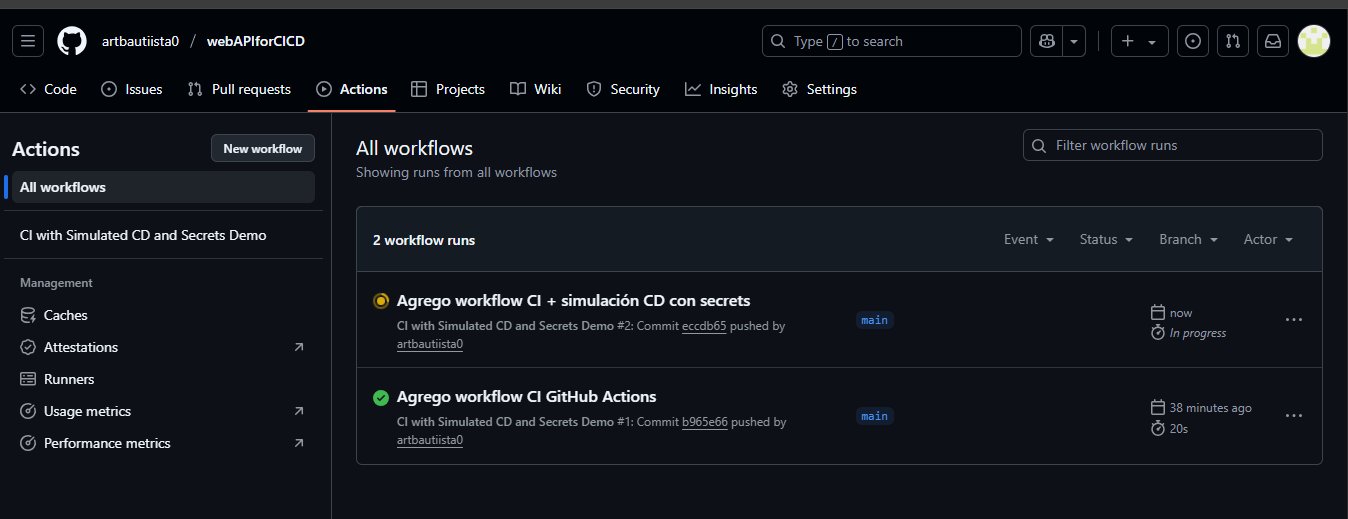 artbautiista0 / webAPIforCICD
Type / to search
Code Issues Pull requests Actions Projects Wiki Security Insights Settings
Actions
New workflow
All workflows
CI with Simulated CD and Secrets Demo
Management
Caches
Attestations
Runners
Usage metrics
Performance metrics
All workflows
Showing runs from all workflows
Filter workflow runs
2 workflow runs
Event Status Branch Actor
Agrego workflow CI + simulación CD con secrets
CI with Simulated CD and Secrets Demo #2: Commit eccdb65 pushed by
artbautiista0
main
now
In progress
Agrego workflow CI GitHub Actions
CI with Simulated CD and Secrets Demo #1: Commit b965e66 pushed by
artbautiista0
main
38 minutes ago
20s